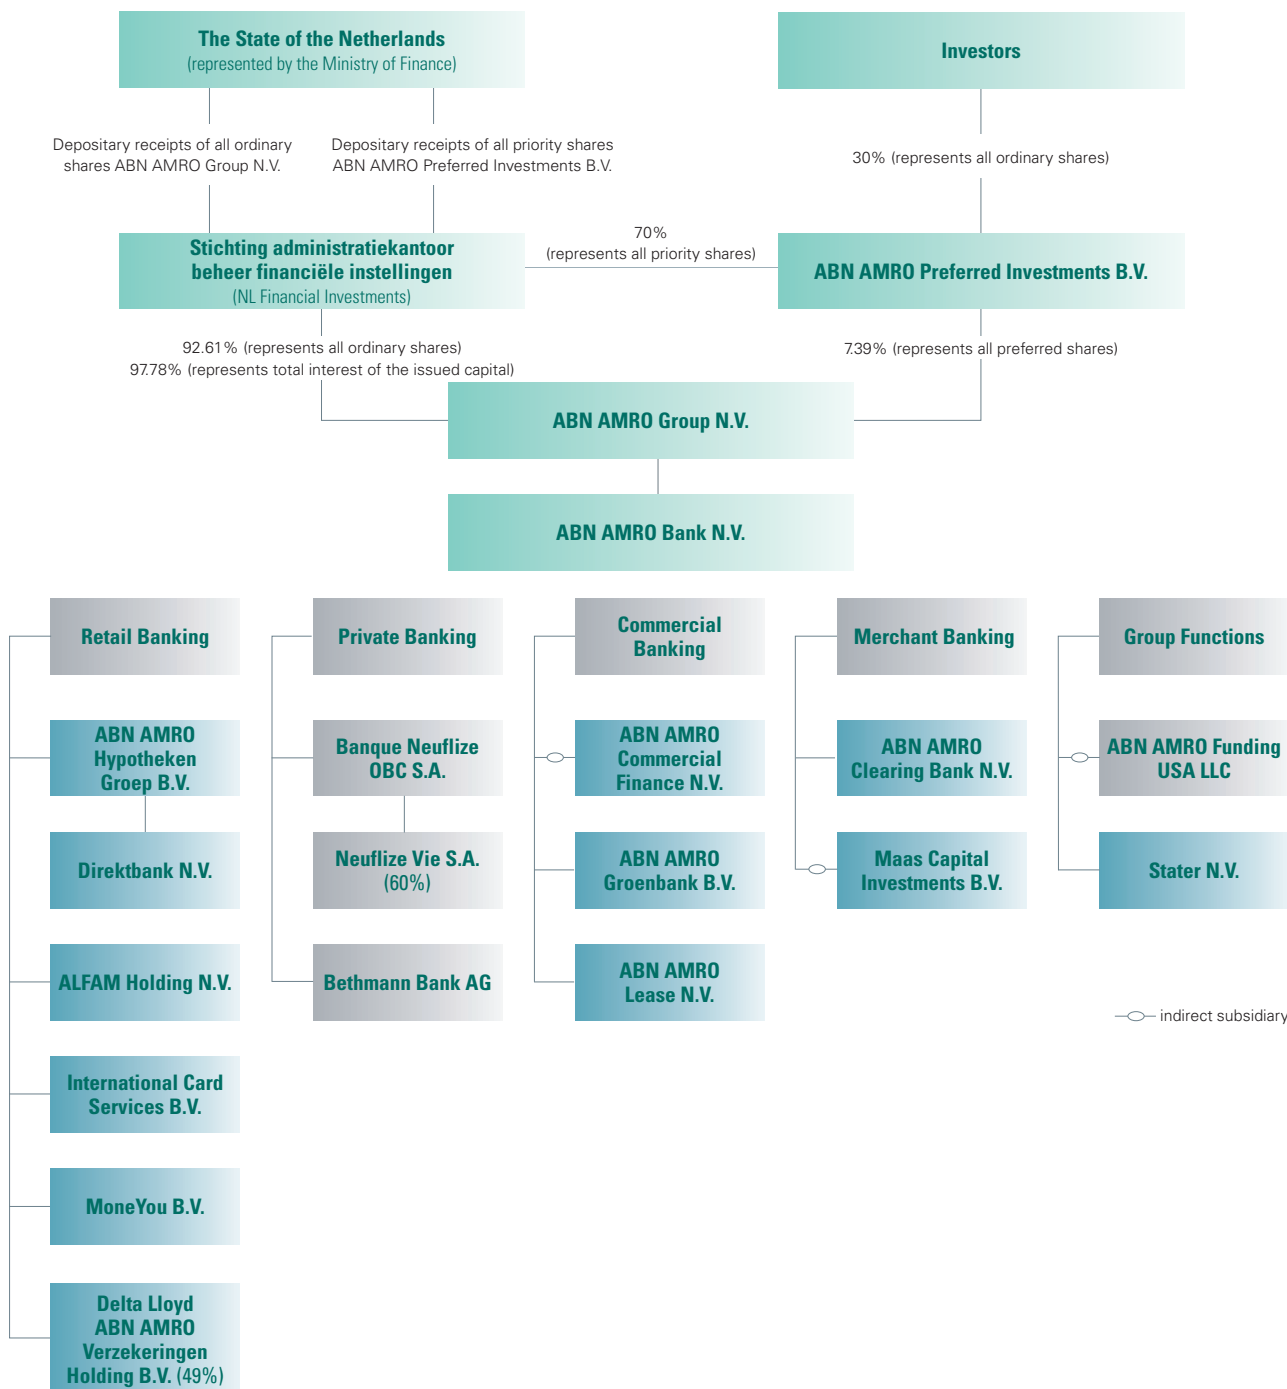 The State of the Netherlands
(represented by the Ministry of Finance)
Investors
Depositary receipts of all ordinary
shares ABN AMRO Group N.V.
Depositary receipts of all priority shares
ABN AMRO Preferred Investments B.V.
30% (represents all ordinary shares)
Stichting administratiekantoor
beheer financiële instellingen
(NL Financial Investments)
70%
(represents all priority shares)
ABN AMRO Preferred Investments B.V.
92.61% (represents all ordinary shares)
97.78% (represents total interest of the issued capital)
7.39% (represents all preferred shares)
ABN AMRO Group N.V.
ABN AMRO Bank N.V.
Retail Banking
Private Banking
Commercial
Banking
Merchant Banking
Group Functions
ABN AMRO
Hypotheken
Groep B.V.
Banque Neuflize
OBC S.A.
ABN AMRO
Commercial
Finance N.V.
ABN AMRO
Clearing Bank N.V.
ABN AMRO Funding
USA LLC
Direktbank N.V.
Neuflize Vie S.A.
(60%)
ABN AMRO
Groenbank B.V.
Maas Capital
Investments B.V.
Stater N.V.
ALFAM Holding N.V.
Bethmann Bank AG
ABN AMRO
Lease N.V.
indirect subsidiary
International Card
Services B.V.
MoneYou B.V.
Delta Lloyd
ABN AMRO
Verzekeringen
Holding B.V. (49%)